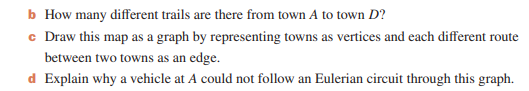 b How many different trails are there from town A to town D?
c Draw this map as a graph by representing towns as vertices and each different route
between two towns as an edge.
d Explain why a vehicle at A could not follow an Eulerian circuit through this graph.